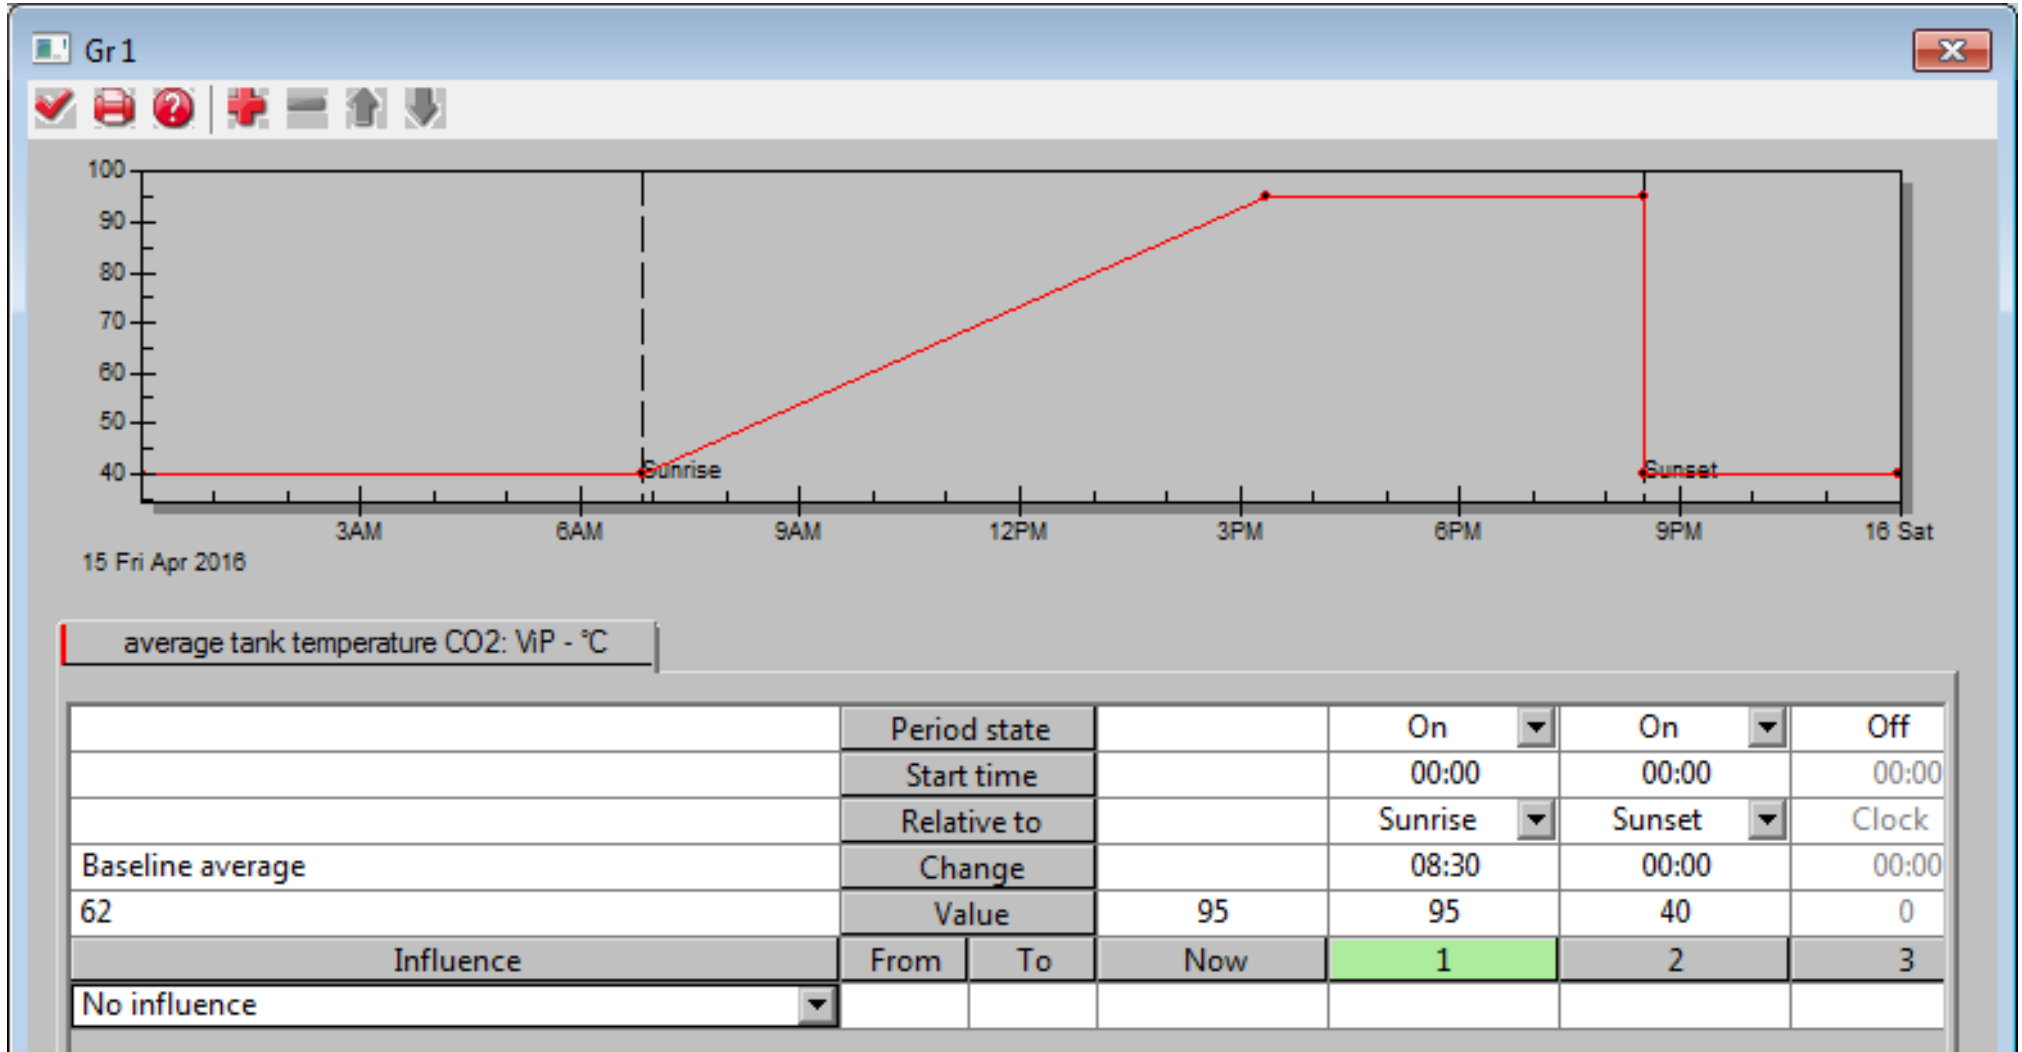 Gr 1
100
90
80
70
60
50
40
Sunrise
Sunset
3AM 6AM 9AM 12PM 3PM 6PM 9PM 16 Sat
15 Fri Apr 2016
average tank temperature CO2: ViP - °C
Period state On On Off
Start time 00:00 00:00 00:00
Relative to Sunrise Sunset Clock
Baseline average Change 08:30 00:00 00:00
62 Value 95 95 40 0
Influence From To Now 1 2 3
No influence